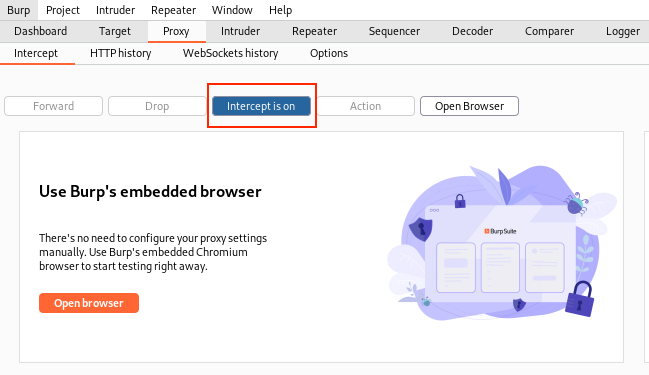 Burp Project Intruder Repeater Window Help
Dashboard Target Proxy Intruder Repeater Sequencer Decoder Comparer Logger
Intercept HTTP history WebSockets history Options
Forward Drop Intercept is on Action Open Browser
Use Burp's embedded browser
There's no need to configure your proxy settings
manually. Use Burp's embedded Chromium
browser to start testing right away.
Open browser
BurpSuite